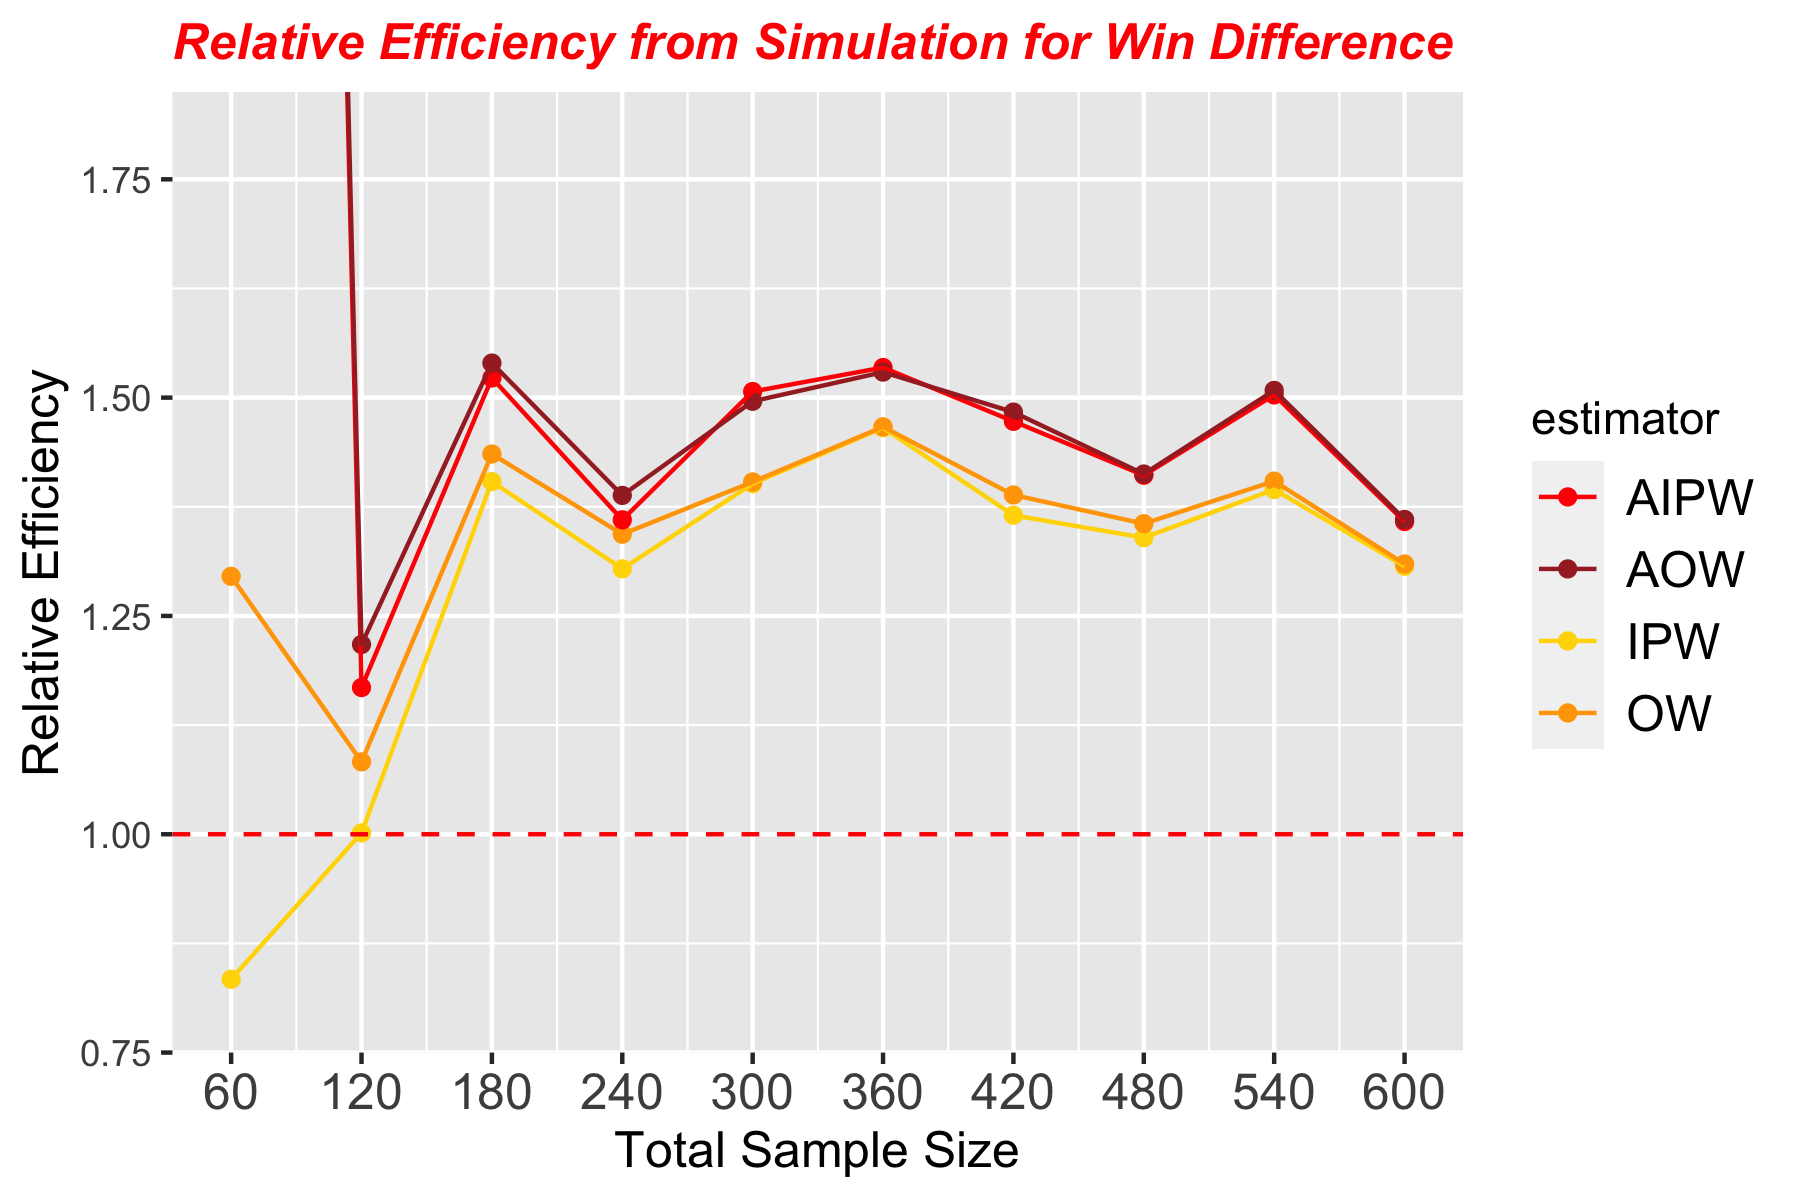 Relative Efficiency from Simulation for Win Difference
Relative Efficiency
1.75
1.50
1.25
1.00
0.75
60 120 180 240 300 360 420 480 540 600
Total Sample Size
estimator
AIPW
AOW
IPW
OW